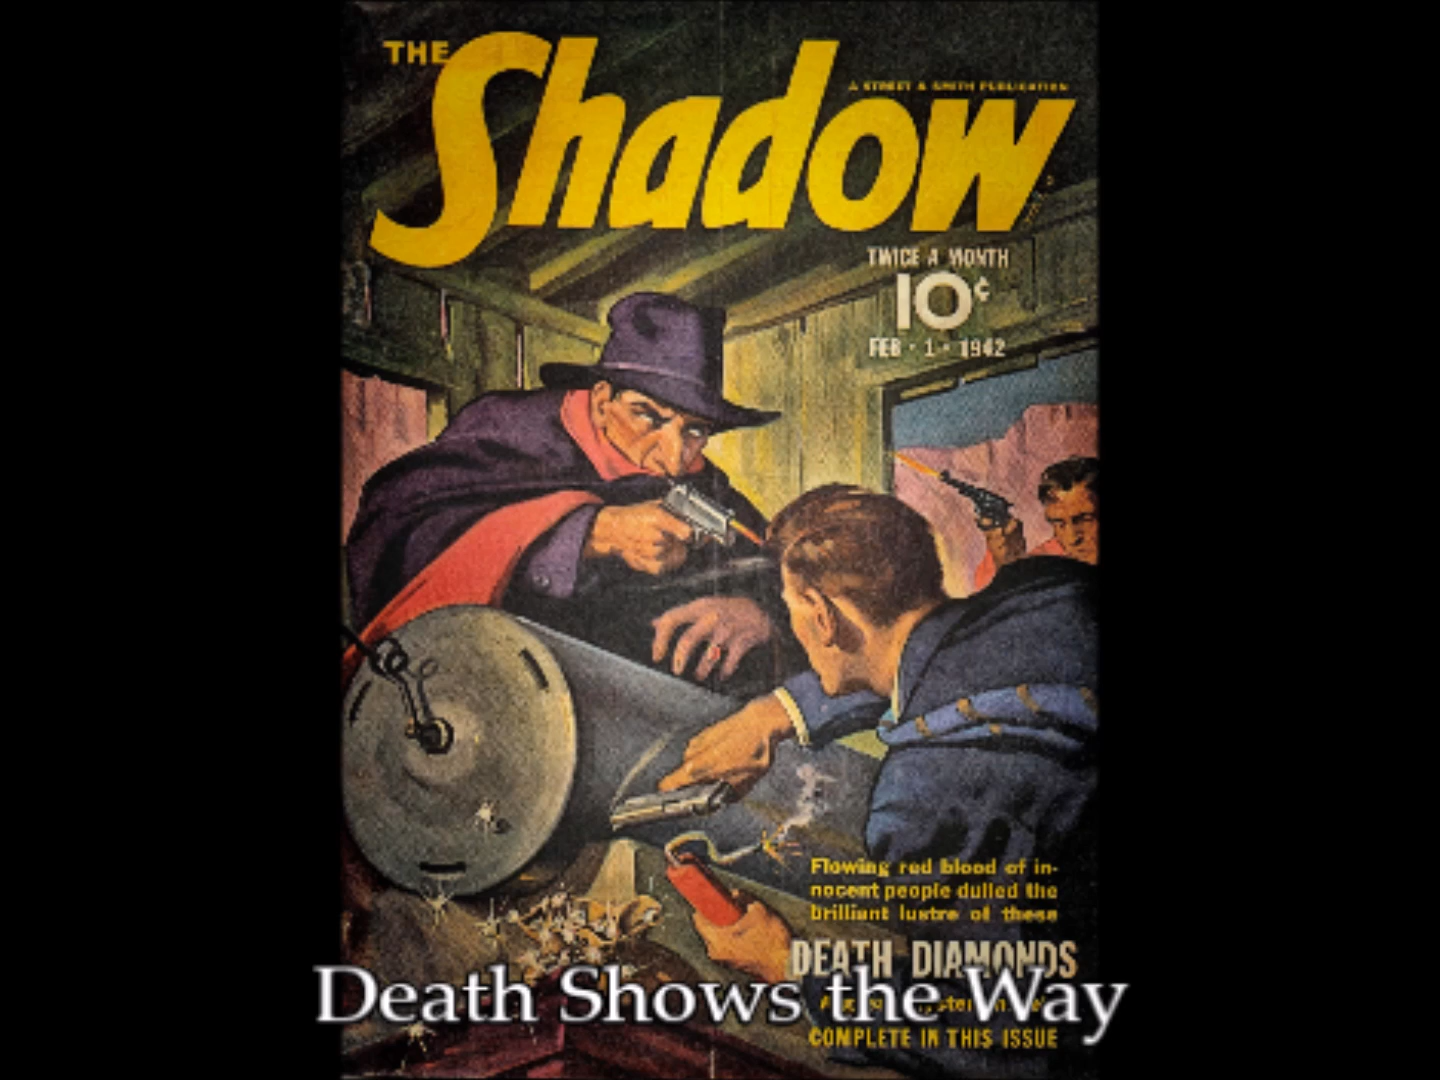 THE
Shadow
A STREET & SMITH PUBLICATION
TWICE A MONTH
10¢
FEB · 1 · 1942
Flowing red blood of in-
nocent people dulled the
brilliant lustre of these
DEATH DIAMONDS
Death Shows the Way
COMPLETE IN THIS ISSUE